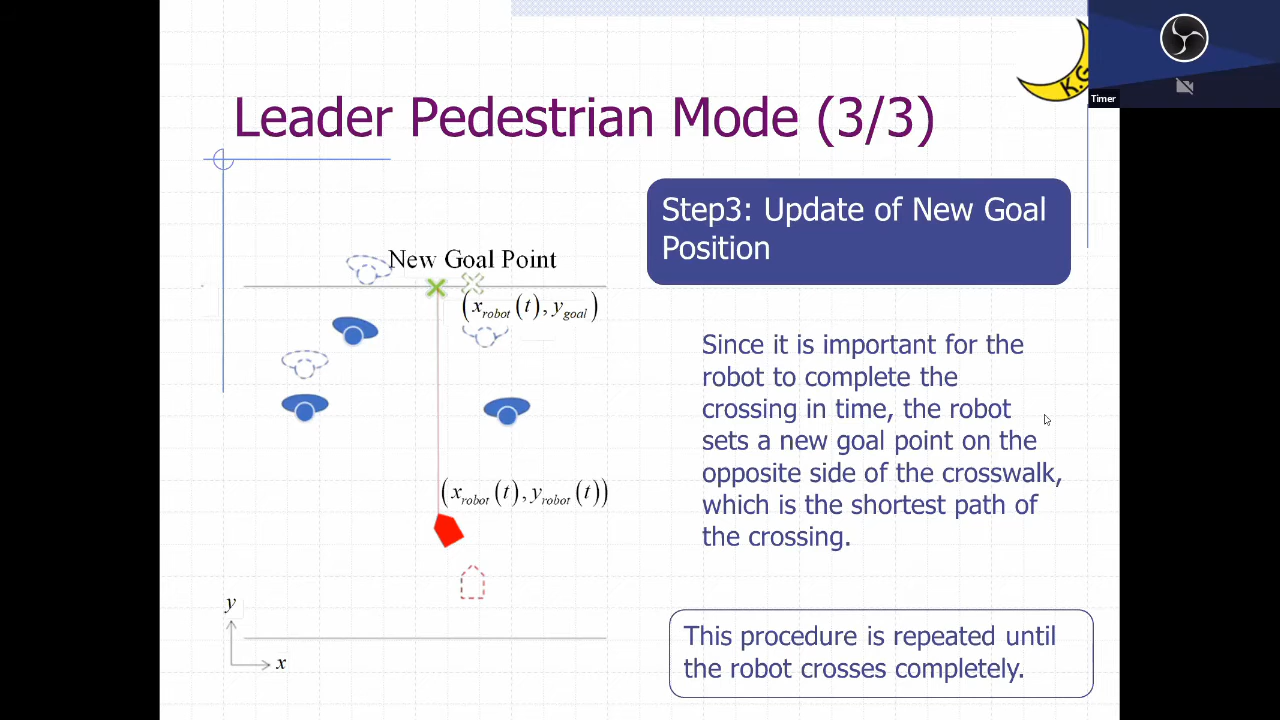 K.G
Timer
Leader Pedestrian Mode (3/3)
Step3: Update of New Goal
Position
New Goal Point
(x_robot(t), y_goal)
(x_robot(t), y_robot(t))
y
x
Since it is important for the
robot to complete the
crossing in time, the robot
sets a new goal point on the
opposite side of the crosswalk,
which is the shortest path of
the crossing.
This procedure is repeated until
the robot crosses completely.